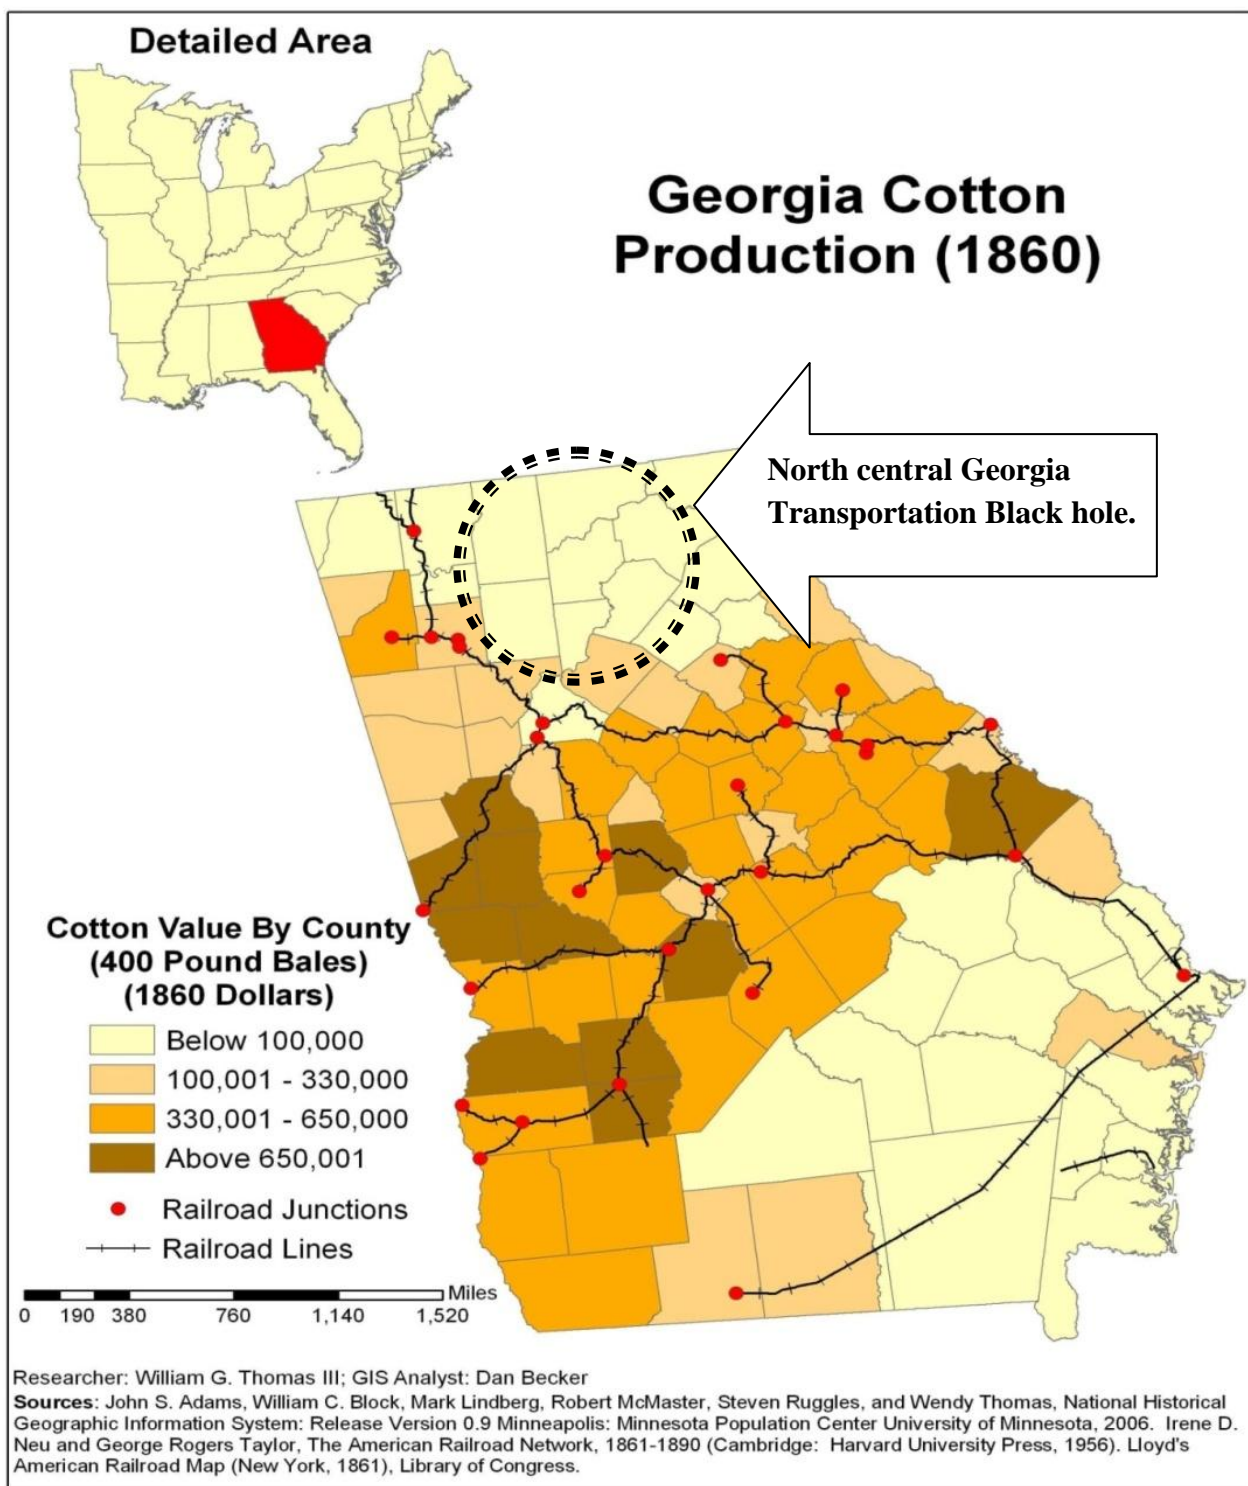 Detailed Area
Georgia Cotton
Production (1860)
North central Georgia
Transportation Black hole.
Cotton Value By County
(400 Pound Bales)
(1860 Dollars)
Below 100,000
100,001 - 330,000
330,001 - 650,000
Above 650,001
Railroad Junctions
Railroad Lines
Miles
0 190 380 760 1,140 1,520
Researcher: William G. Thomas III; GIS Analyst: Dan Becker
Sources: John S. Adams, William C. Block, Mark Lindberg, Robert McMaster, Steven Ruggles, and Wendy Thomas, National Historical
Geographic Information System: Release Version 0.9 Minneapolis: Minnesota Population Center University of Minnesota, 2006. Irene D.
Neu and George Rogers Taylor, The American Railroad Network, 1861-1890 (Cambridge: Harvard University Press, 1956). Lloyd's
American Railroad Map (New York, 1861), Library of Congress.